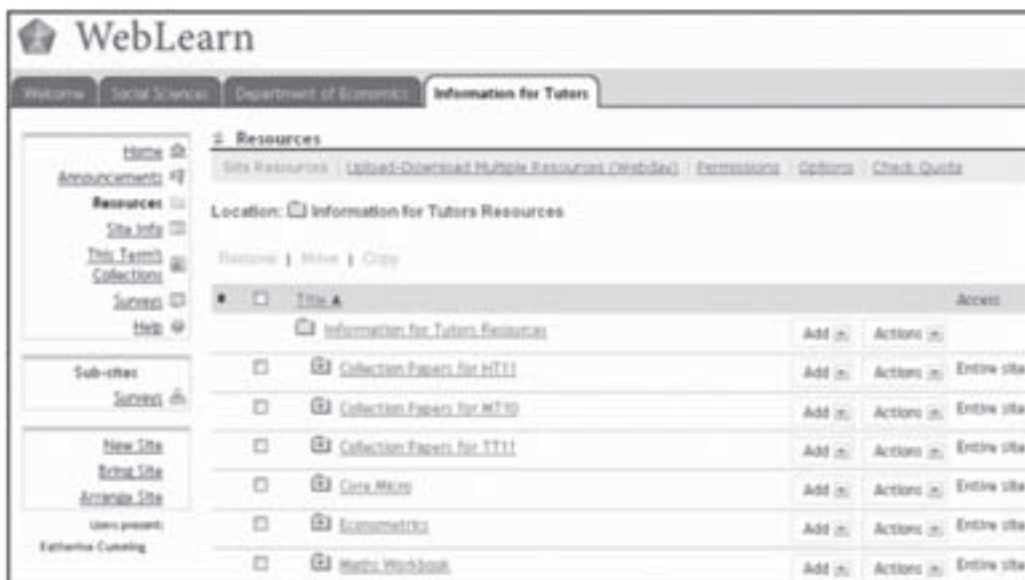 WebLearn
Welcome Social Sciences Department of Economics Information for Tutors
Resources
Site Resources | Upload-Download Multiple Resources (Webdav) | Permissions | Options | Check Quota
Location: Information for Tutors Resources
Remove | Move | Copy
Home
Announcements
Resources
Site Info
This Term's
Collections
Surveys
Help
Sub-sites
Surveys
New Site
Bring Site
Arrange Site
Users present:
Katherine Cumming
Title Access
Information for Tutors Resources Add Actions
Collection Papers for HT11 Add Actions Entire site
Collection Papers for MT10 Add Actions Entire site
Collection Papers for TT11 Add Actions Entire site
Core Micro Add Actions Entire site
Econometrics Add Actions Entire site
Maths Workbook Add Actions Entire site